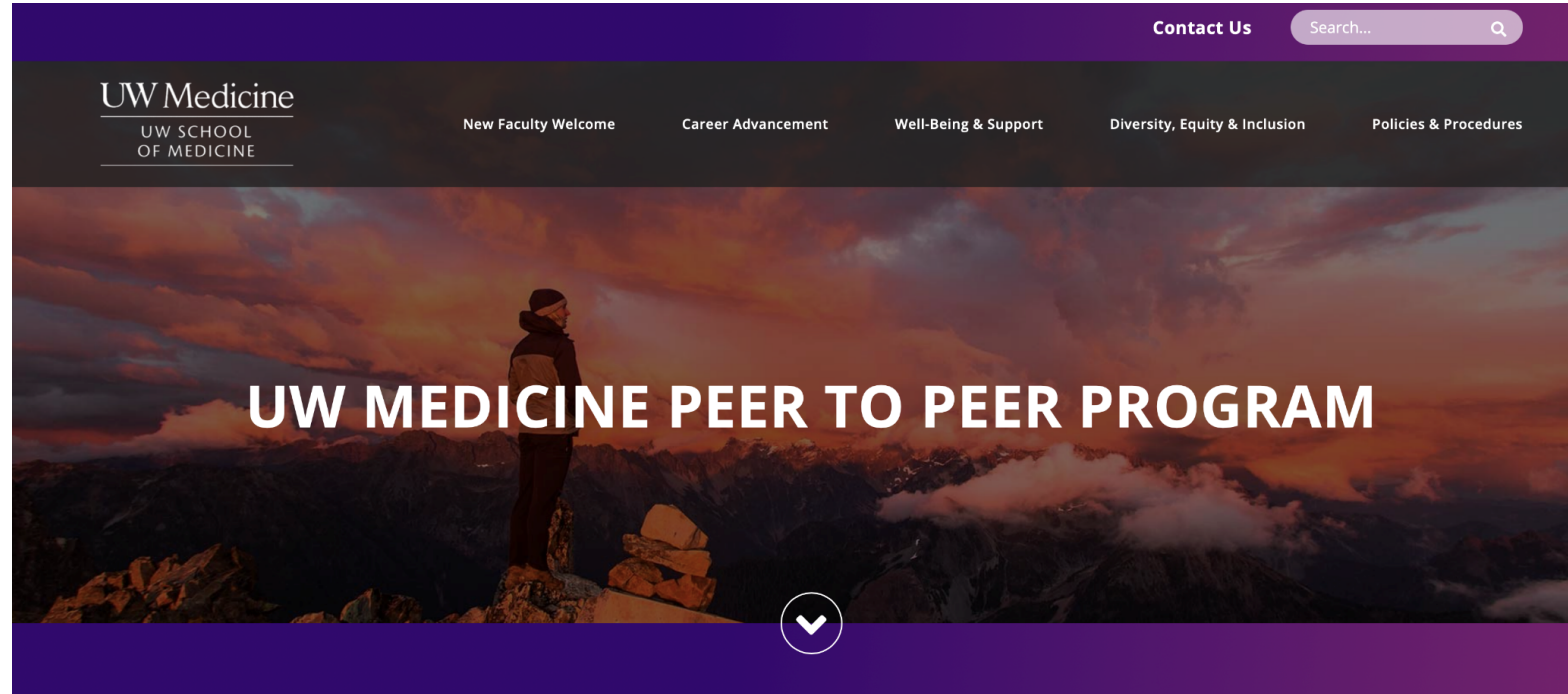 Contact Us
Search...
UW Medicine
UW SCHOOL
OF MEDICINE
New Faculty Welcome
Career Advancement
Well-Being & Support
Diversity, Equity & Inclusion
Policies & Procedures
UW MEDICINE PEER TO PEER PROGRAM